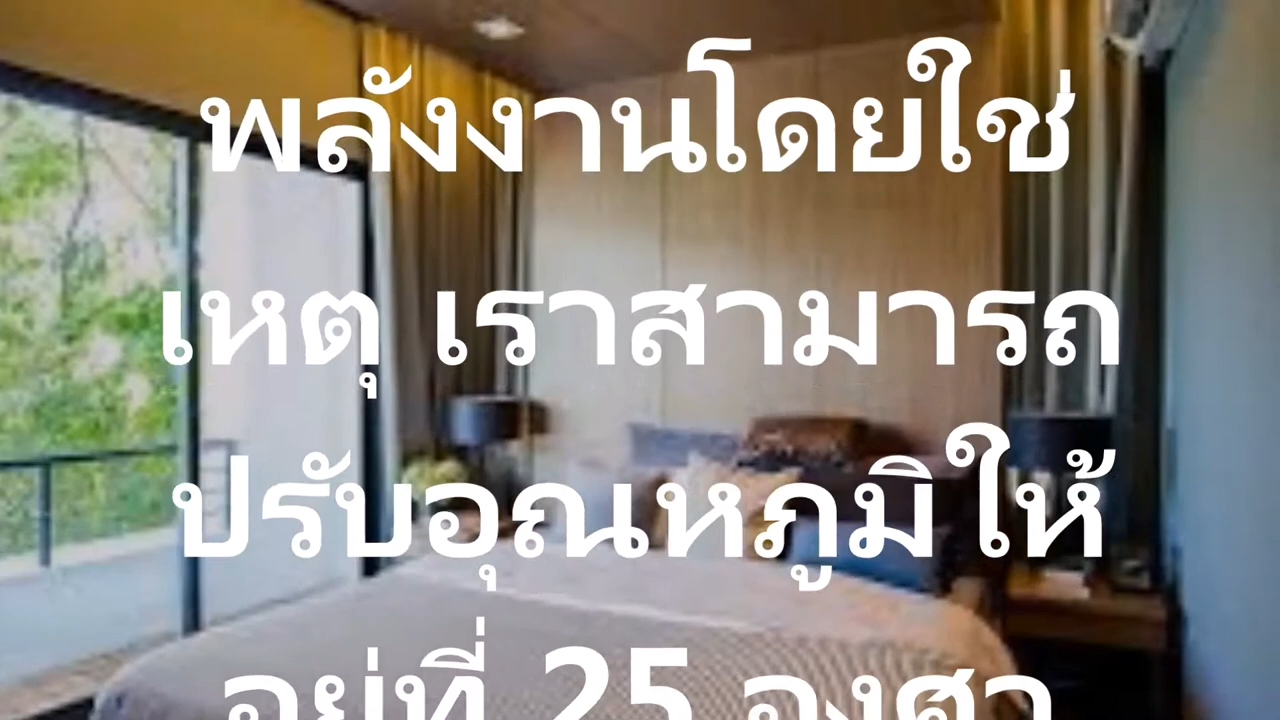 พลังงานโดยใช่
เหตุ เราสามารถ
ปรับอุณหภูมิให้
อยู่ที่ 25 องศา